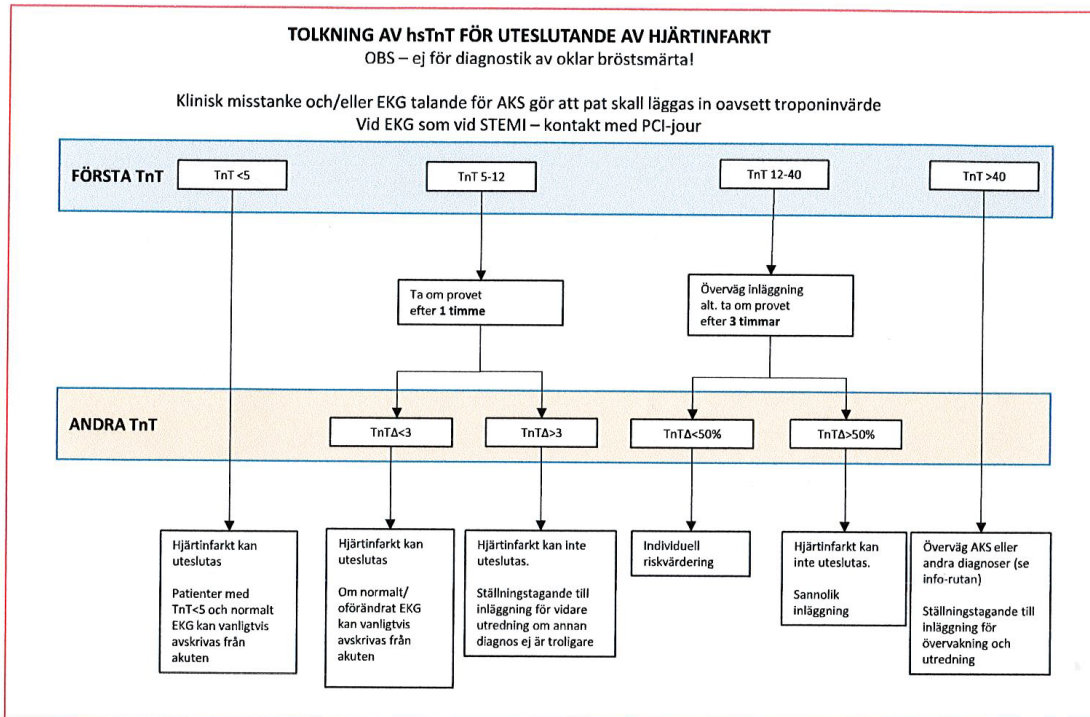 TOLKNING AV hsTnT FÖR UTESLUTANDE AV HJÄRTINFARKT
OBS – ej för diagnostik av oklar bröstsmärta!
Klinisk misstanke och/eller EKG talande för AKS gör att pat skall läggas in oavsett troponinvärde
Vid EKG som vid STEMI – kontakt med PCI-jour
FÖRSTA TnT
TnT <5
TnT 5-12
TnT 12-40
TnT >40
Ta om provet
efter 1 timme
Överväg inläggning
alt. ta om provet
efter 3 timmar
ANDRA TnT
TnTΔ<3
TnTΔ>3
TnTΔ<50%
TnTΔ>50%
Hjärtinfarkt kan
uteslutas
Patienter med
TnT<5 och normalt
EKG kan vanligtvis
avskrivas från
akuten
Hjärtinfarkt kan
uteslutas
Om normalt/
oförändrat EKG
kan vanligtvis
avskrivas från
akuten
Hjärtinfarkt kan inte
uteslutas.
Ställningstagande till
inläggning för vidare
utredning om annan
diagnos ej är troligare
Individuell
riskvärdering
Hjärtinfarkt kan
inte uteslutas.
Sannolik
inläggning
Överväg AKS eller
andra diagnoser (se
info-rutan)
Ställningstagande till
inläggning för
övervakning och
utredning